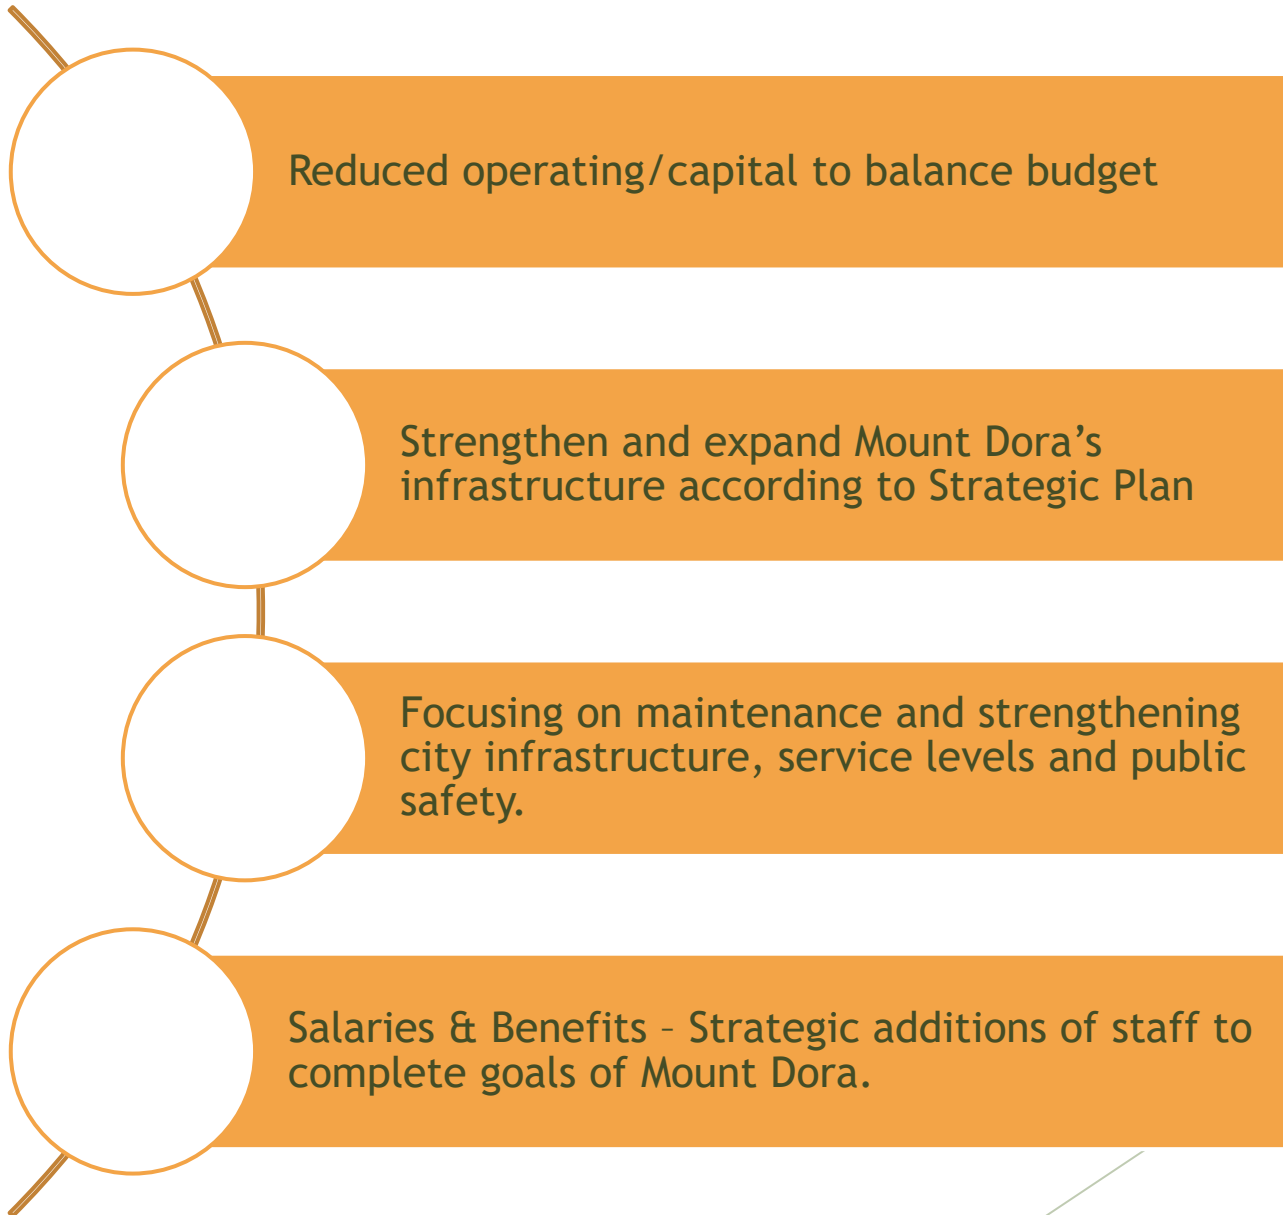 Reduced operating/capital to balance budget
Strengthen and expand Mount Dora’s
infrastructure according to Strategic Plan
Focusing on maintenance and strengthening
city infrastructure, service levels and public
safety.
Salaries & Benefits – Strategic additions of staff to
complete goals of Mount Dora.